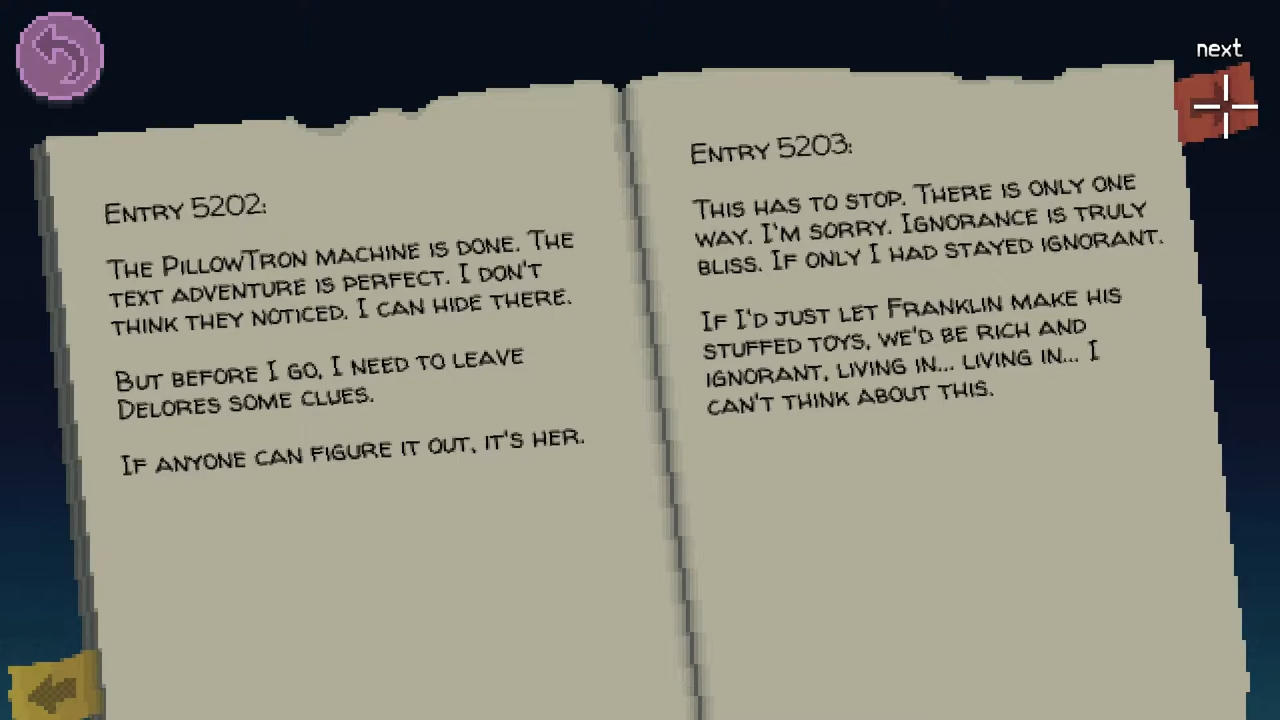 next
Entry 5202:
The PillowTron machine is done. The
text adventure is perfect. I don't
think they noticed. I can hide there.
But before I go, I need to leave
Delores some clues.
If anyone can figure it out, it's her.
Entry 5203:
This has to stop. There is only one
way. I'm sorry. Ignorance is truly
bliss. If only I had stayed ignorant.
If I'd just let Franklin make his
stuffed toys, we'd be rich and
ignorant, living in... living in... I
can't think about this.